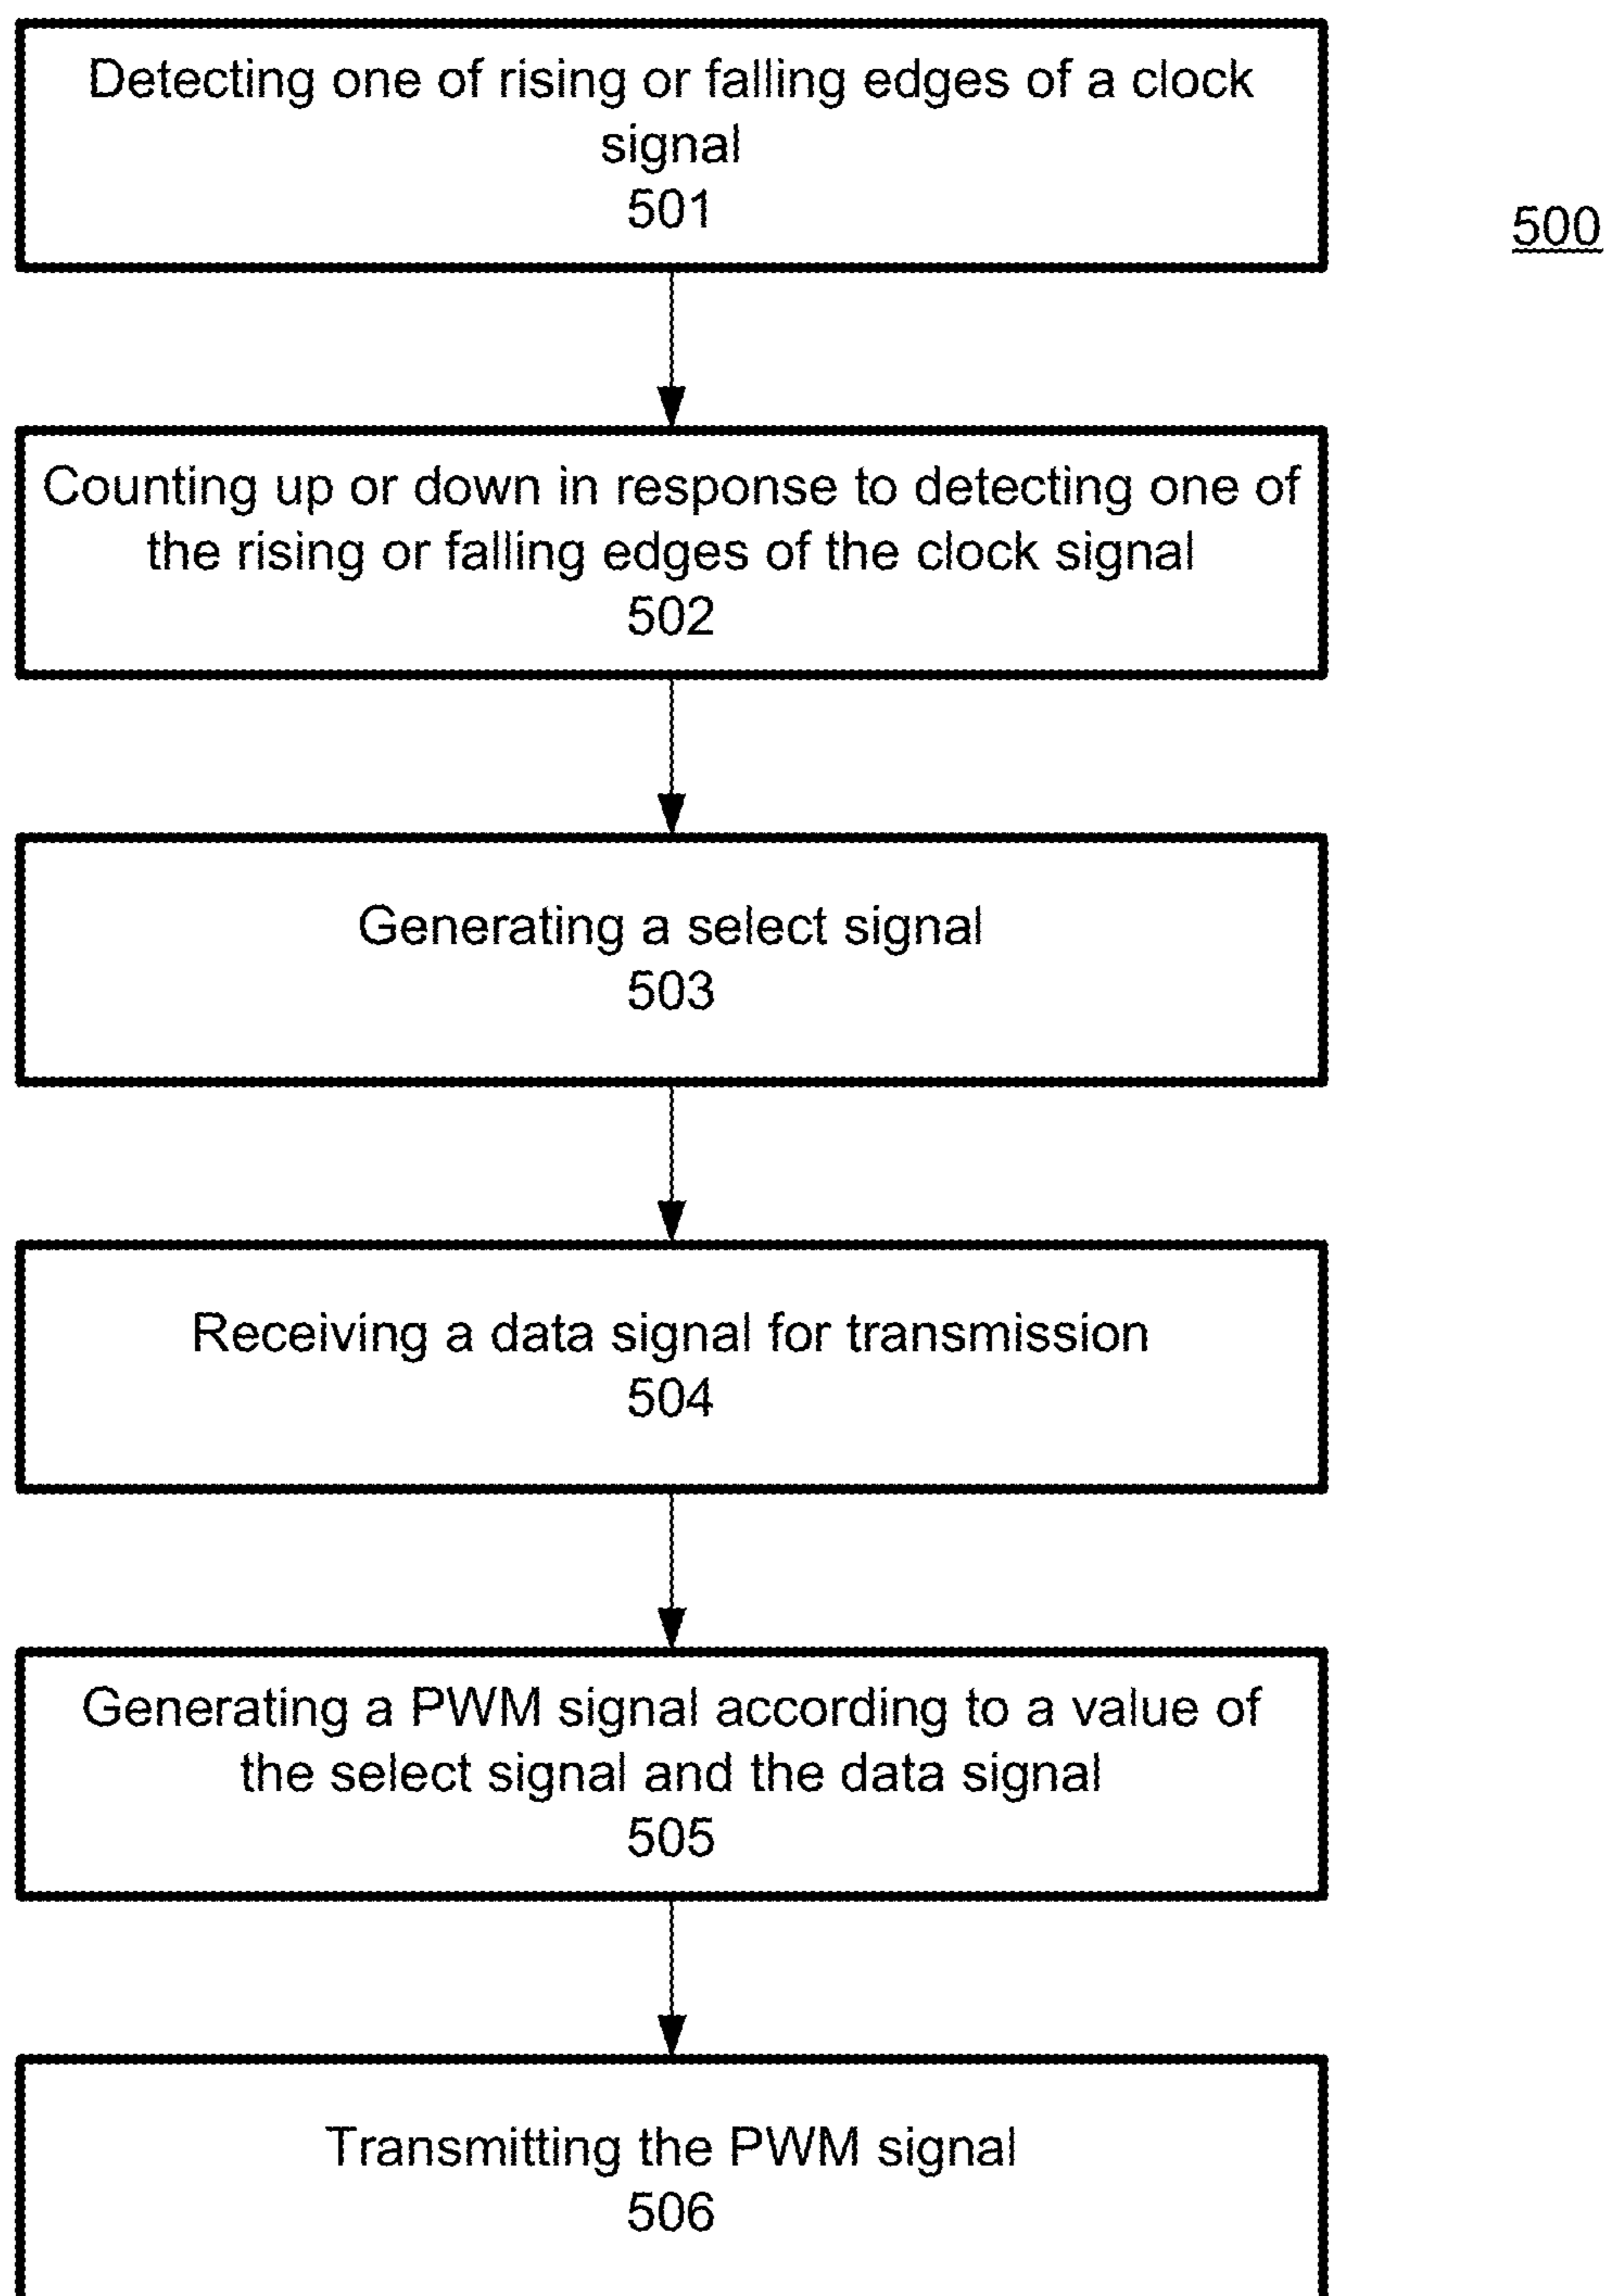 Detecting one of rising or falling edges of a clock
signal
501
500
Counting up or down in response to detecting one of
the rising or falling edges of the clock signal
502
Generating a select signal
503
Receiving a data signal for transmission
504
Generating a PWM signal according to a value of
the select signal and the data signal
505
Transmitting the PWM signal
506